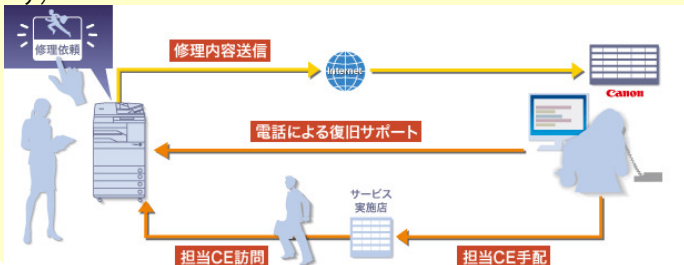 修理依頼
修理内容送信
Internet
Canon
電話による復旧サポート
サービス
実施店
担当CE訪問
担当CE手配